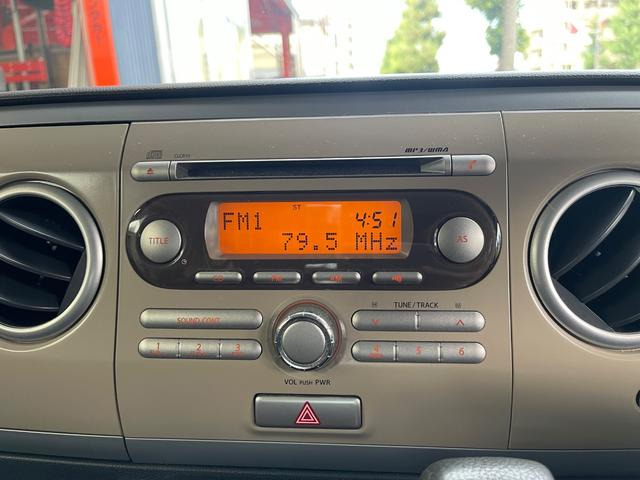 MP3/WMA
ST
FM1 4:51
79.5 MHz
TITLE
AS
TUNE/TRACK
SOUND CONT
1 2 3 4 5 6
VOL PUSH PWR